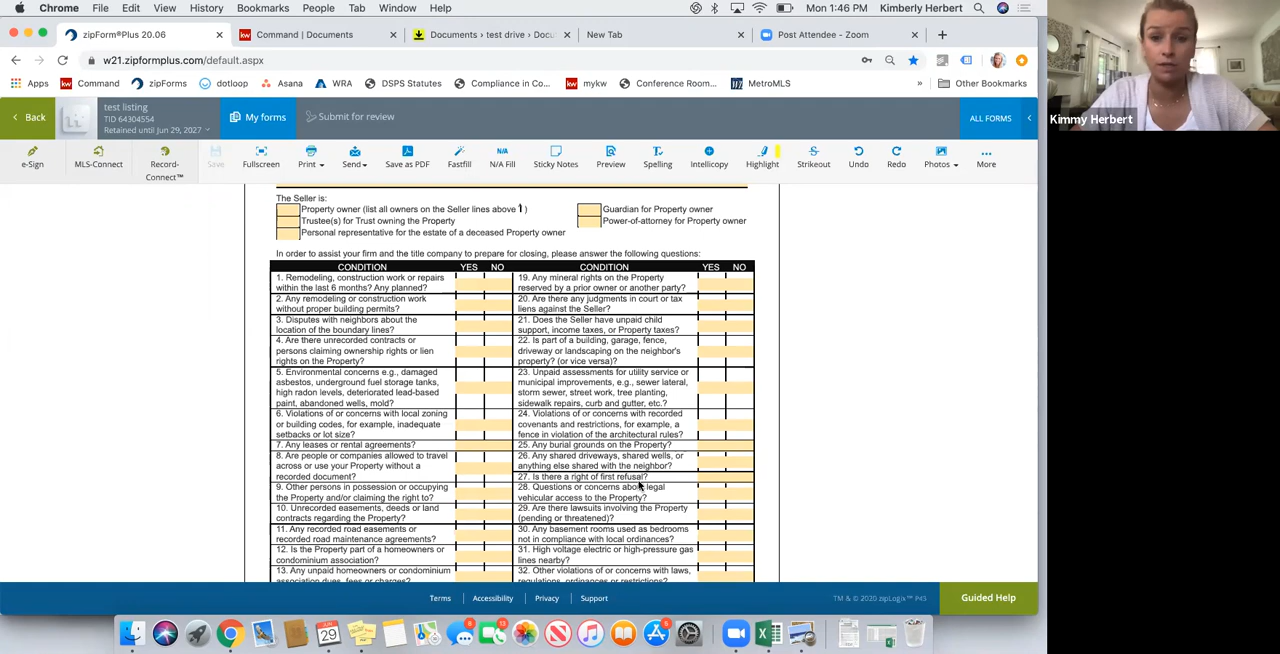 Chrome File Edit View History Bookmarks People Tab Window Help Mon 1:46 PM Kimberly Herbert
zipForm®Plus 20.06 Command | Documents Documents › test drive › Docu New Tab Post Attendee - Zoom
w21.zipformplus.com/default.aspx
Apps Command zipForms dotloop Asana WRA DSPS Statutes Compliance in Co... mykw Conference Room... MetroMLS » Other Bookmarks
Back
test listing
TID 64304554
Retained until Jun 29, 2027
My forms Submit for review ALL FORMS
e-Sign MLS-Connect Record-Connect™ Save Fullscreen Print Send Save as PDF Fastfill N/A Fill Sticky Notes Preview Spelling Intellicopy Highlight Strikeout Undo Redo Photos More
N/A
The Seller is:
Property owner (list all owners on the Seller lines above ) Guardian for Property owner
Trustee(s) for Trust owning the Property Power-of-attorney for Property owner
Personal representative for the estate of a deceased Property owner
In order to assist your firm and the title company to prepare for closing, please answer the following questions:
CONDITION YES NO CONDITION YES NO
1. Remodeling, construction work or repairs
within the last 6 months? Any planned?
2. Any remodeling or construction work
without proper building permits?
3. Disputes with neighbors about the
location of the boundary lines?
4. Are there unrecorded contracts or
persons claiming ownership rights or lien
rights on the Property?
5. Environmental concerns e.g., damaged
asbestos, underground fuel storage tanks,
high radon levels, deteriorated lead-based
paint, abandoned wells, mold?
6. Violations of or concerns with local zoning
or building codes, for example, inadequate
setbacks or lot size?
7. Any leases or rental agreements?
8. Are people or companies allowed to travel
across or use your Property without a
recorded document?
9. Other persons in possession or occupying
the Property and/or claiming the right to?
10. Unrecorded easements, deeds or land
contracts regarding the Property?
11. Any recorded road easements or
recorded road maintenance agreements?
12. Is the Property part of a homeowners or
condominium association?
13. Any unpaid homeowners or condominium
association dues, fees or charges?
19. Any mineral rights on the Property
reserved by a prior owner or another party?
20. Are there any judgments in court or tax
liens against the Seller?
21. Does the Seller have unpaid child
support, income taxes, or Property taxes?
22. Is part of a building, garage, fence,
driveway or landscaping on the neighbor's
property? (or vice versa)?
23. Unpaid assessments for utility service or
municipal improvements, e.g., sewer lateral,
storm sewer, street work, tree planting,
sidewalk repairs, curb and gutter, etc.?
24. Violations of or concerns with recorded
covenants and restrictions, for example, a
fence in violation of the architectural rules?
25. Any burial grounds on the Property?
26. Any shared driveways, shared wells, or
anything else shared with the neighbor?
27. Is there a right of first refusal?
28. Questions or concerns about legal
vehicular access to the Property?
29. Are there lawsuits involving the Property
(pending or threatened)?
30. Any basement rooms used as bedrooms
not in compliance with local ordinances?
31. High voltage electric or high-pressure gas
lines nearby?
32. Other violations of or concerns with laws,
regulations, ordinances or restrictions?
Terms Accessibility Privacy Support TM & © 2020 zipLogix™ P43 Guided Help
Kimmy Herbert